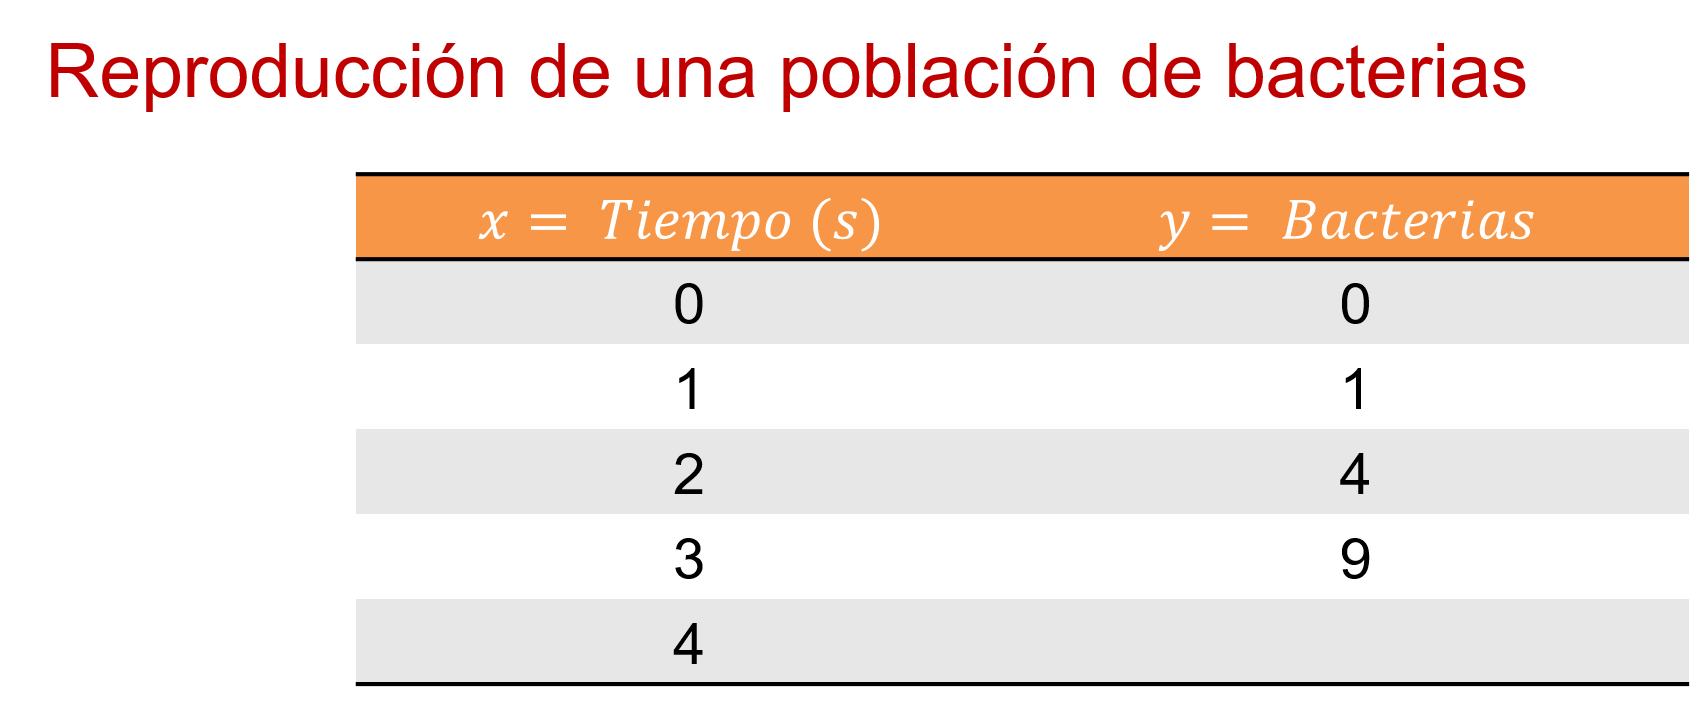 Reproducción de una población de bacterias
x = Tiempo (s) y = Bacterias
0 0
1 1
2 4
3 9
4